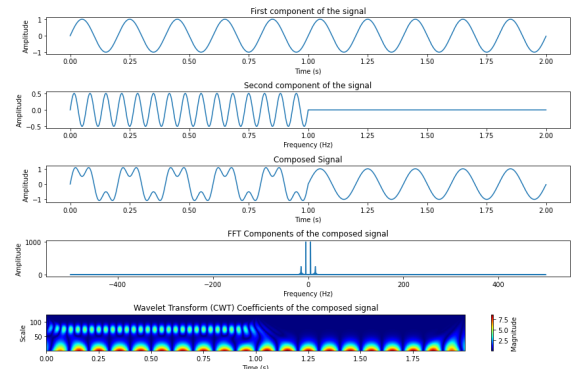 First component of the signal
Amplitude
1
0
−1
0.00 0.25 0.50 0.75 1.00 1.25 1.50 1.75 2.00
Time (s)
Second component of the signal
Amplitude
0.5
0.0
−0.5
0.00 0.25 0.50 0.75 1.00 1.25 1.50 1.75 2.00
Frequency (Hz)
Composed Signal
Amplitude
1
0
−1
0.00 0.25 0.50 0.75 1.00 1.25 1.50 1.75 2.00
Time (s)
FFT Components of the composed signal
Amplitude
1000
0
−400 −200 0 200 400
Frequency (Hz)
Wavelet Transform (CWT) Coefficients of the composed signal
Scale
100
50
0.00 0.25 0.50 0.75 1.00 1.25 1.50 1.75
Time (s)
7.5
5.0
2.5
Magnitude